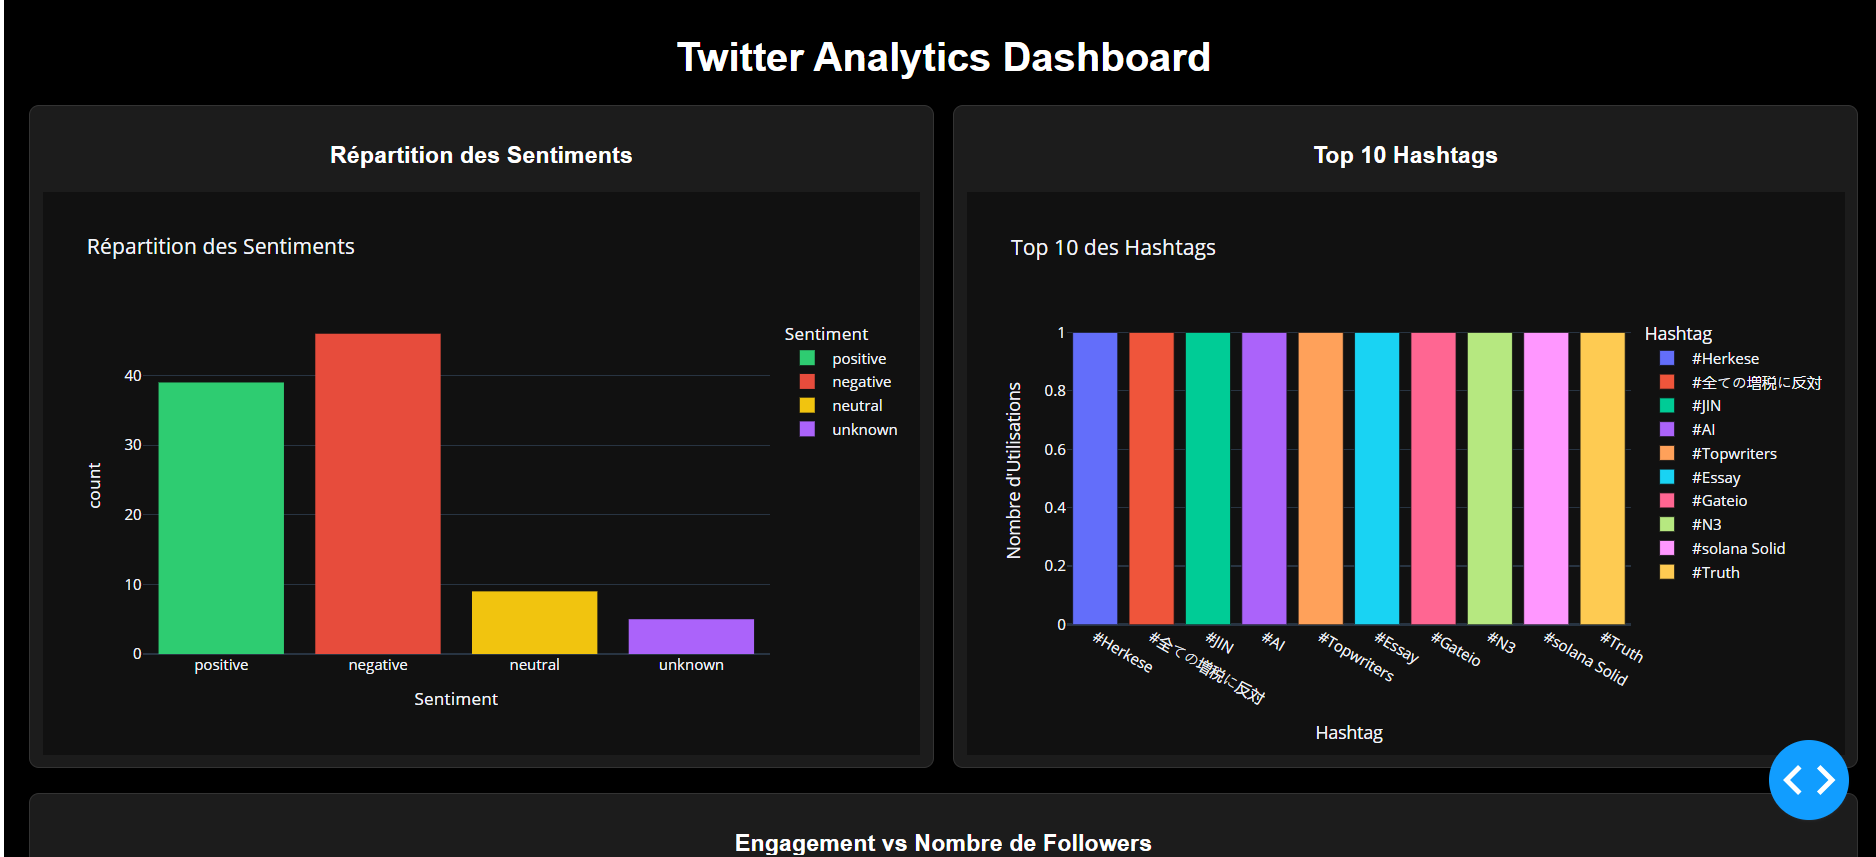 Twitter Analytics Dashboard
Répartition des Sentiments
Répartition des Sentiments
40
30
20
10
0
count
positive
negative
neutral
unknown
Sentiment
Sentiment
positive
negative
neutral
unknown
Top 10 Hashtags
Top 10 des Hashtags
1
0.8
0.6
0.4
0.2
0
Nombre d'Utilisations
#Herkese
#全ての増税に反対
#JIN
#AI
#Topwriters
#Essay
#Gateio
#N3
#solana Solid
#Truth
Hashtag
Hashtag
#Herkese
#全ての増税に反対
#JIN
#AI
#Topwriters
#Essay
#Gateio
#N3
#solana Solid
#Truth
Engagement vs Nombre de Followers